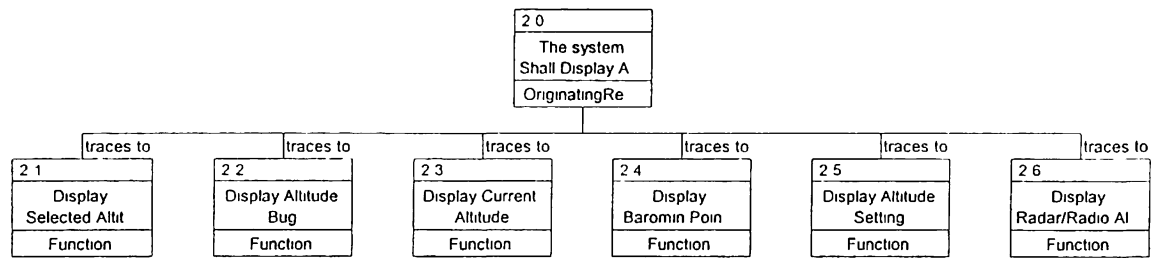 2 0
The system
Shall Display A
OriginatingRe
traces to
traces to
traces to
traces to
traces to
traces to
2 1
Display
Selected Altit
Function
2 2
Display Altitude
Bug
Function
2 3
Display Current
Altitude
Function
2 4
Display
Baromin Poin
Function
2 5
Display Altitude
Setting
Function
2 6
Display
Radar/Radio Al
Function